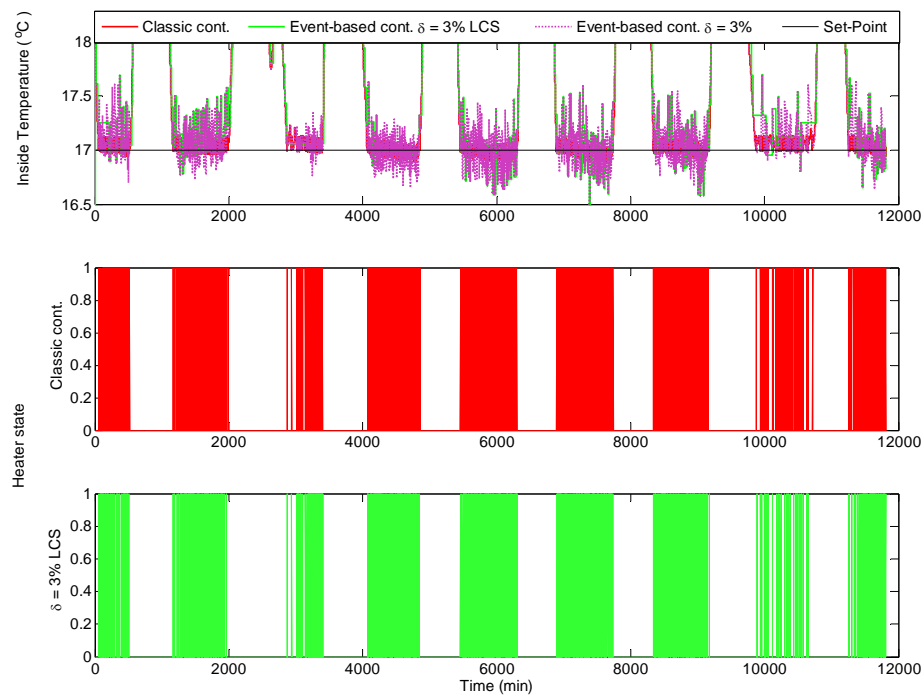 Classic cont. Event-based cont. δ = 3% LCS Event-based cont. δ = 3% Set-Point
Inside Temperature ( °C )
18
17.5
17
16.5
0 2000 4000 6000 8000 10000 12000
Heater state
Classic cont.
1
0.8
0.6
0.4
0.2
0
0 2000 4000 6000 8000 10000 12000
δ = 3% LCS
1
0.8
0.6
0.4
0.2
0
0 2000 4000 6000 8000 10000 12000
Time (min)